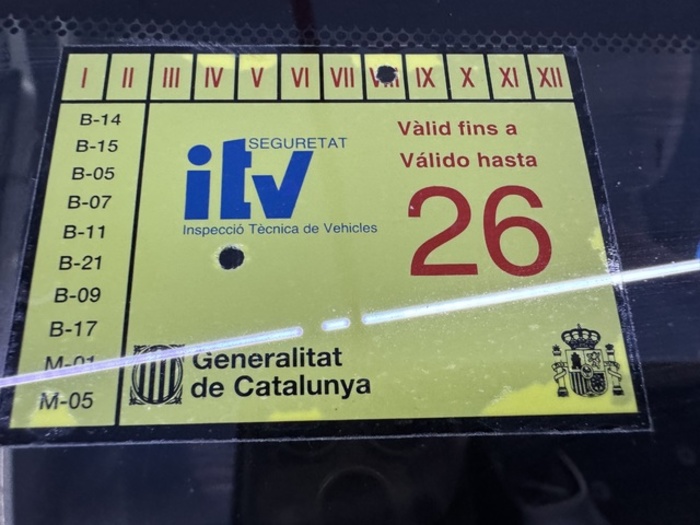 I II III IV V VI VII VIII IX X XI XII
B-14
B-15
B-05
B-07
B-11
B-21
B-09
B-17
M-01
M-05
SEGURETAT
itv
Inspecció Tècnica de Vehicles
Vàlid fins a
Válido hasta
26
Generalitat
de Catalunya